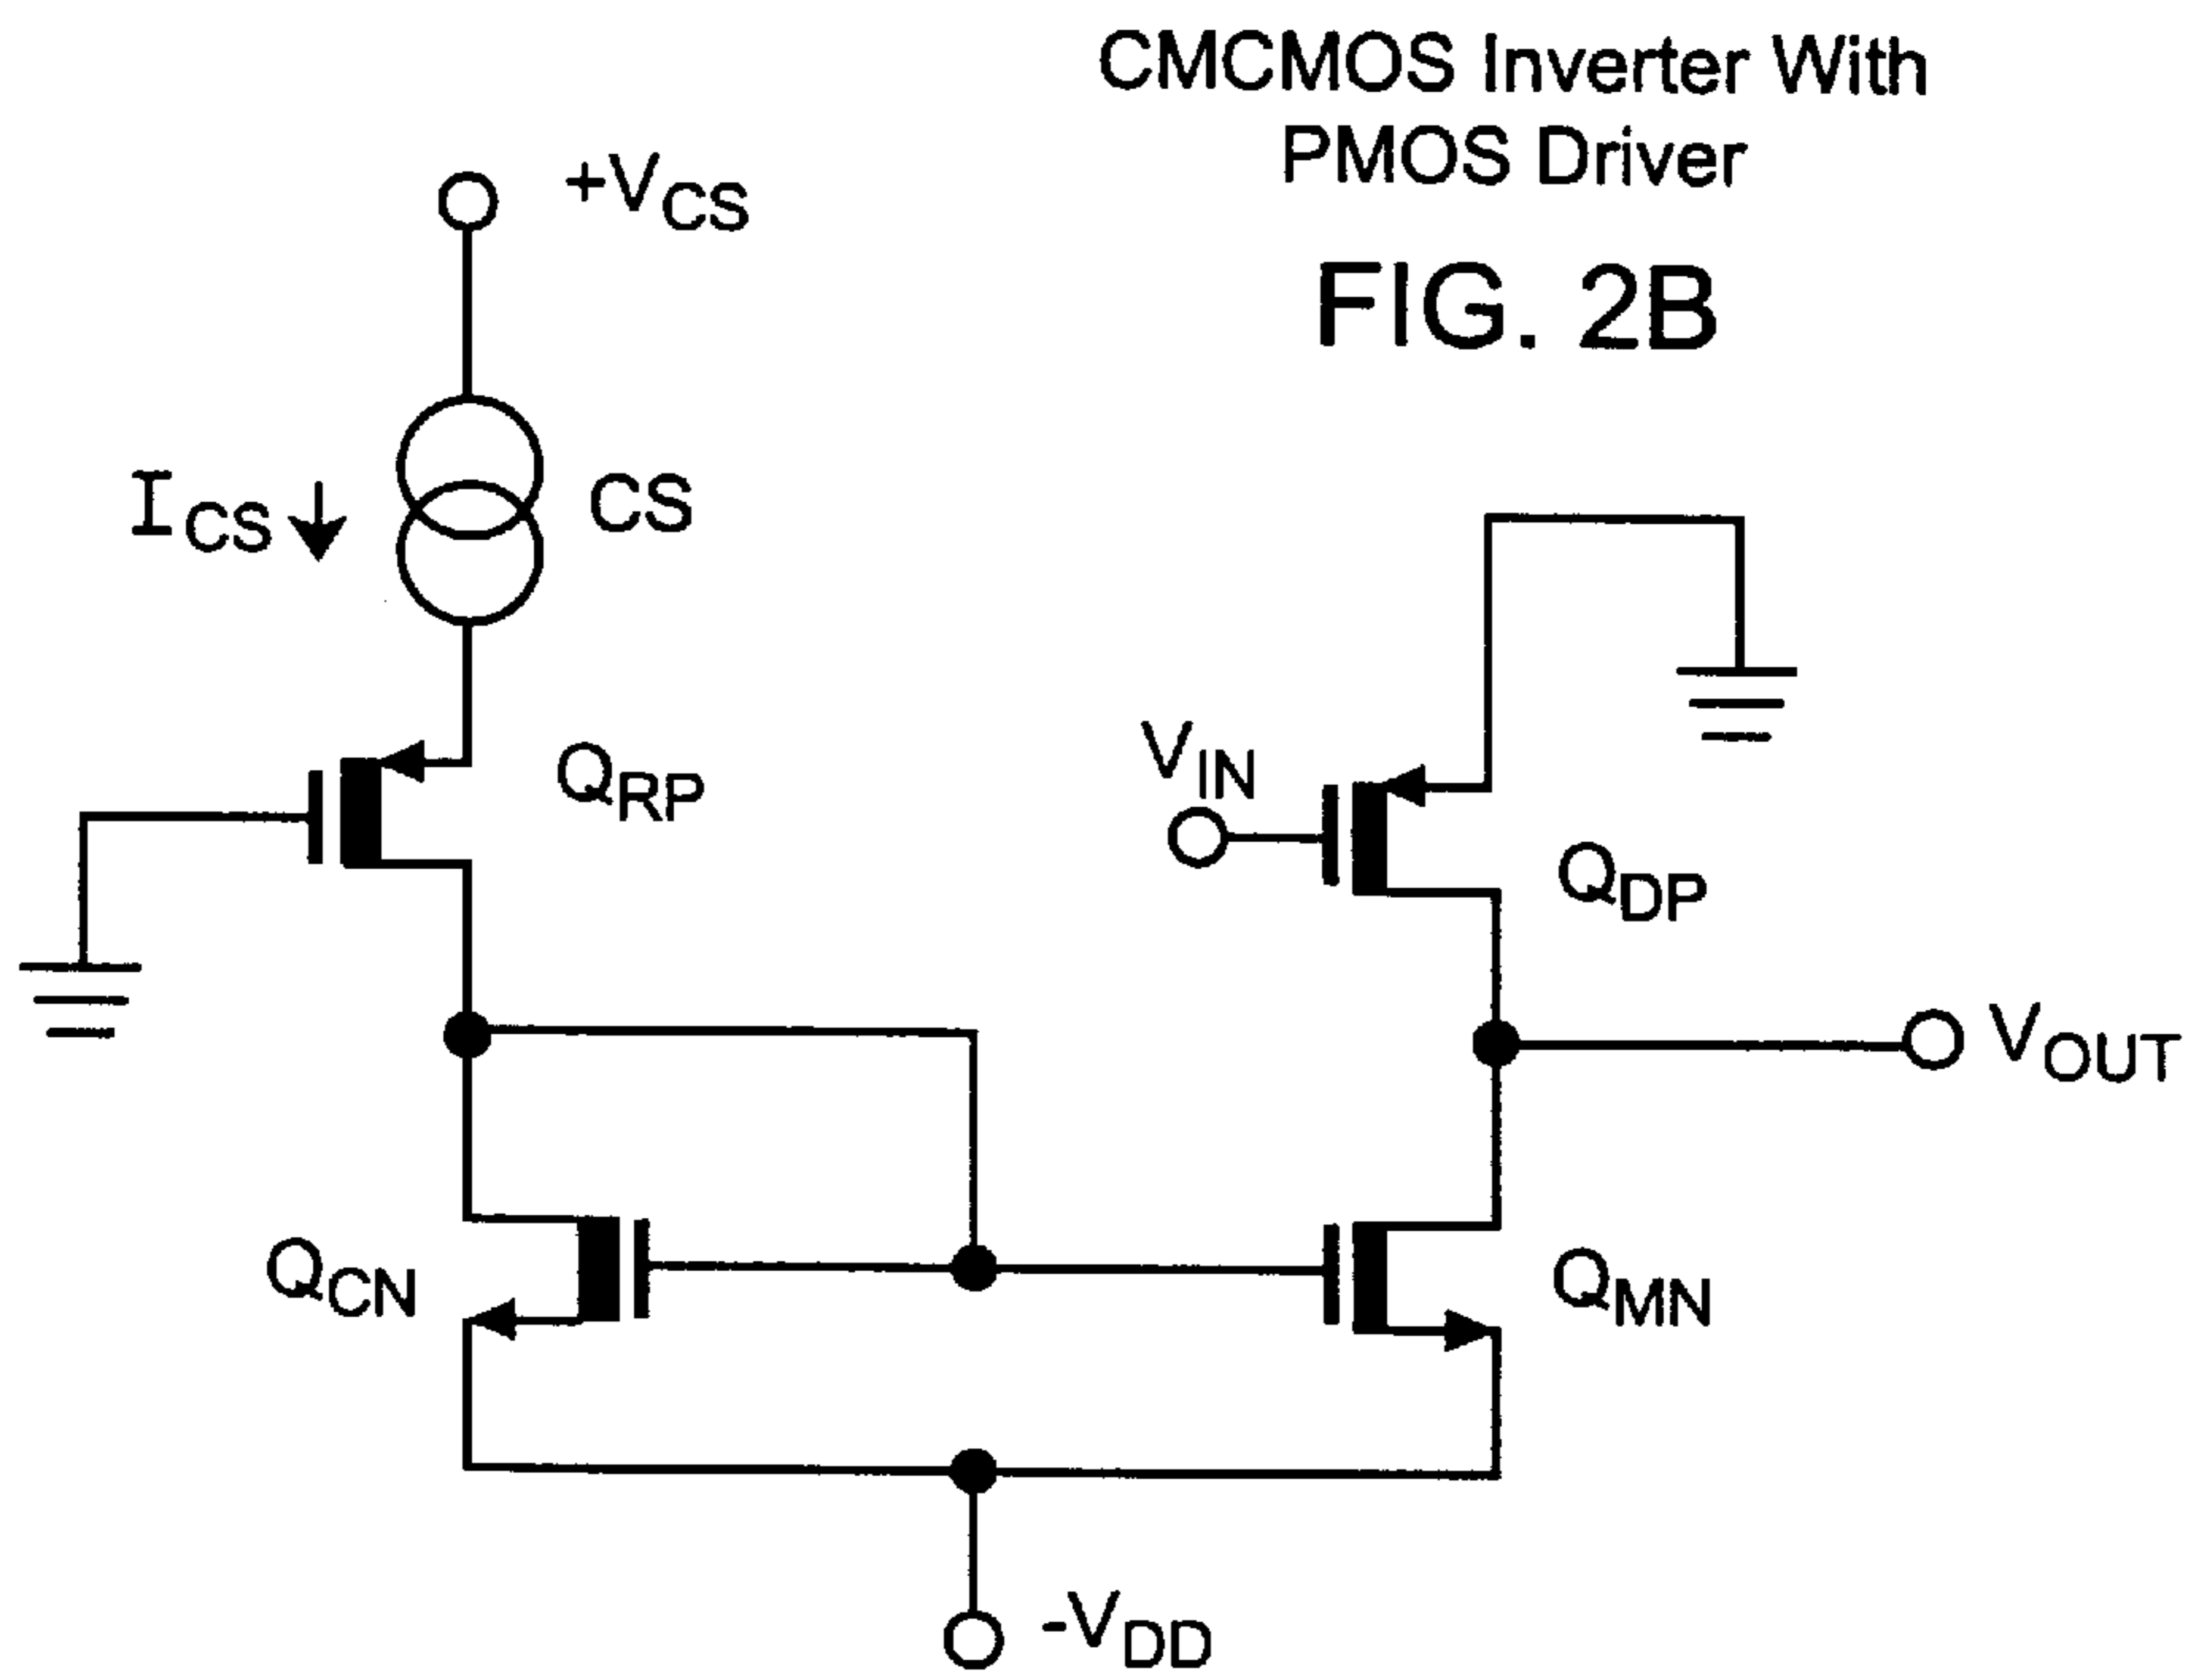 CMCMOS Inverter With
PMOS Driver
FIG. 2B
+VCS
ICS
CS
QRP
VIN
QDP
VOUT
QCN
QMN
-VDD